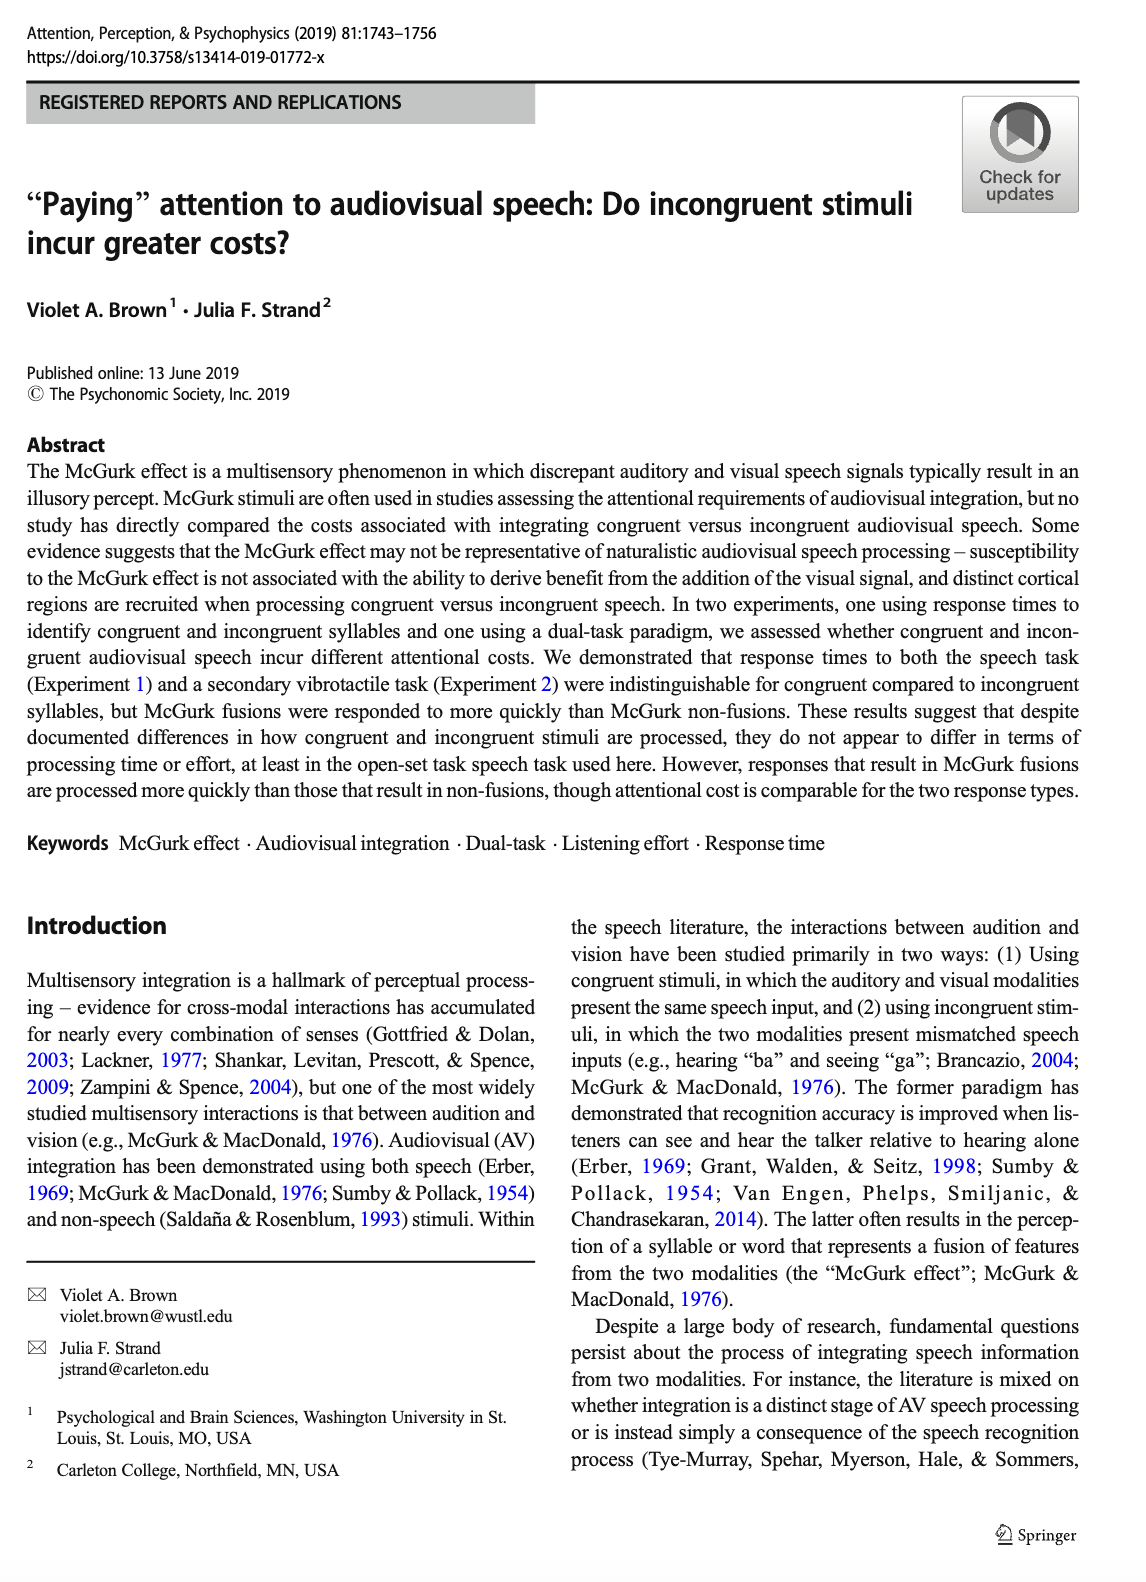 Attention, Perception, & Psychophysics (2019) 81:1743–1756
https://doi.org/10.3758/s13414-019-01772-x
REGISTERED REPORTS AND REPLICATIONS
Check for
updates
“Paying” attention to audiovisual speech: Do incongruent stimuli
incur greater costs?
Violet A. Brown 1 · Julia F. Strand 2
Published online: 13 June 2019
© The Psychonomic Society, Inc. 2019
Abstract
The McGurk effect is a multisensory phenomenon in which discrepant auditory and visual speech signals typically result in an
illusory percept. McGurk stimuli are often used in studies assessing the attentional requirements of audiovisual integration, but no
study has directly compared the costs associated with integrating congruent versus incongruent audiovisual speech. Some
evidence suggests that the McGurk effect may not be representative of naturalistic audiovisual speech processing – susceptibility
to the McGurk effect is not associated with the ability to derive benefit from the addition of the visual signal, and distinct cortical
regions are recruited when processing congruent versus incongruent speech. In two experiments, one using response times to
identify congruent and incongruent syllables and one using a dual-task paradigm, we assessed whether congruent and incon-
gruent audiovisual speech incur different attentional costs. We demonstrated that response times to both the speech task
(Experiment 1) and a secondary vibrotactile task (Experiment 2) were indistinguishable for congruent compared to incongruent
syllables, but McGurk fusions were responded to more quickly than McGurk non-fusions. These results suggest that despite
documented differences in how congruent and incongruent stimuli are processed, they do not appear to differ in terms of
processing time or effort, at least in the open-set task speech task used here. However, responses that result in McGurk fusions
are processed more quickly than those that result in non-fusions, though attentional cost is comparable for the two response types.
Keywords McGurk effect · Audiovisual integration · Dual-task · Listening effort · Response time
Introduction
Multisensory integration is a hallmark of perceptual process-
ing – evidence for cross-modal interactions has accumulated
for nearly every combination of senses (Gottfried & Dolan,
2003; Lackner, 1977; Shankar, Levitan, Prescott, & Spence,
2009; Zampini & Spence, 2004), but one of the most widely
studied multisensory interactions is that between audition and
vision (e.g., McGurk & MacDonald, 1976). Audiovisual (AV)
integration has been demonstrated using both speech (Erber,
1969; McGurk & MacDonald, 1976; Sumby & Pollack, 1954)
and non-speech (Saldaña & Rosenblum, 1993) stimuli. Within
Violet A. Brown
violet.brown@wustl.edu
Julia F. Strand
jstrand@carleton.edu
1 Psychological and Brain Sciences, Washington University in St.
Louis, St. Louis, MO, USA
2 Carleton College, Northfield, MN, USA
the speech literature, the interactions between audition and
vision have been studied primarily in two ways: (1) Using
congruent stimuli, in which the auditory and visual modalities
present the same speech input, and (2) using incongruent stim-
uli, in which the two modalities present mismatched speech
inputs (e.g., hearing “ba” and seeing “ga”; Brancazio, 2004;
McGurk & MacDonald, 1976). The former paradigm has
demonstrated that recognition accuracy is improved when lis-
teners can see and hear the talker relative to hearing alone
(Erber, 1969; Grant, Walden, & Seitz, 1998; Sumby &
Pollack, 1954; Van Engen, Phelps, Smiljanic, &
Chandrasekaran, 2014). The latter often results in the percep-
tion of a syllable or word that represents a fusion of features
from the two modalities (the “McGurk effect”; McGurk &
MacDonald, 1976).
Despite a large body of research, fundamental questions
persist about the process of integrating speech information
from two modalities. For instance, the literature is mixed on
whether integration is a distinct stage of AV speech processing
or is instead simply a consequence of the speech recognition
process (Tye-Murray, Spehar, Myerson, Hale, & Sommers,
Springer